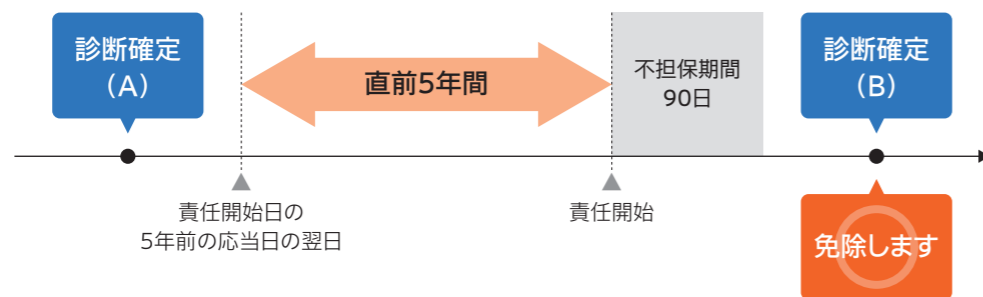 診断確定
（A）
直前5年間
不担保期間
90日
診断確定
（B）
責任開始日の
5年前の応当日の翌日
責任開始
免除します